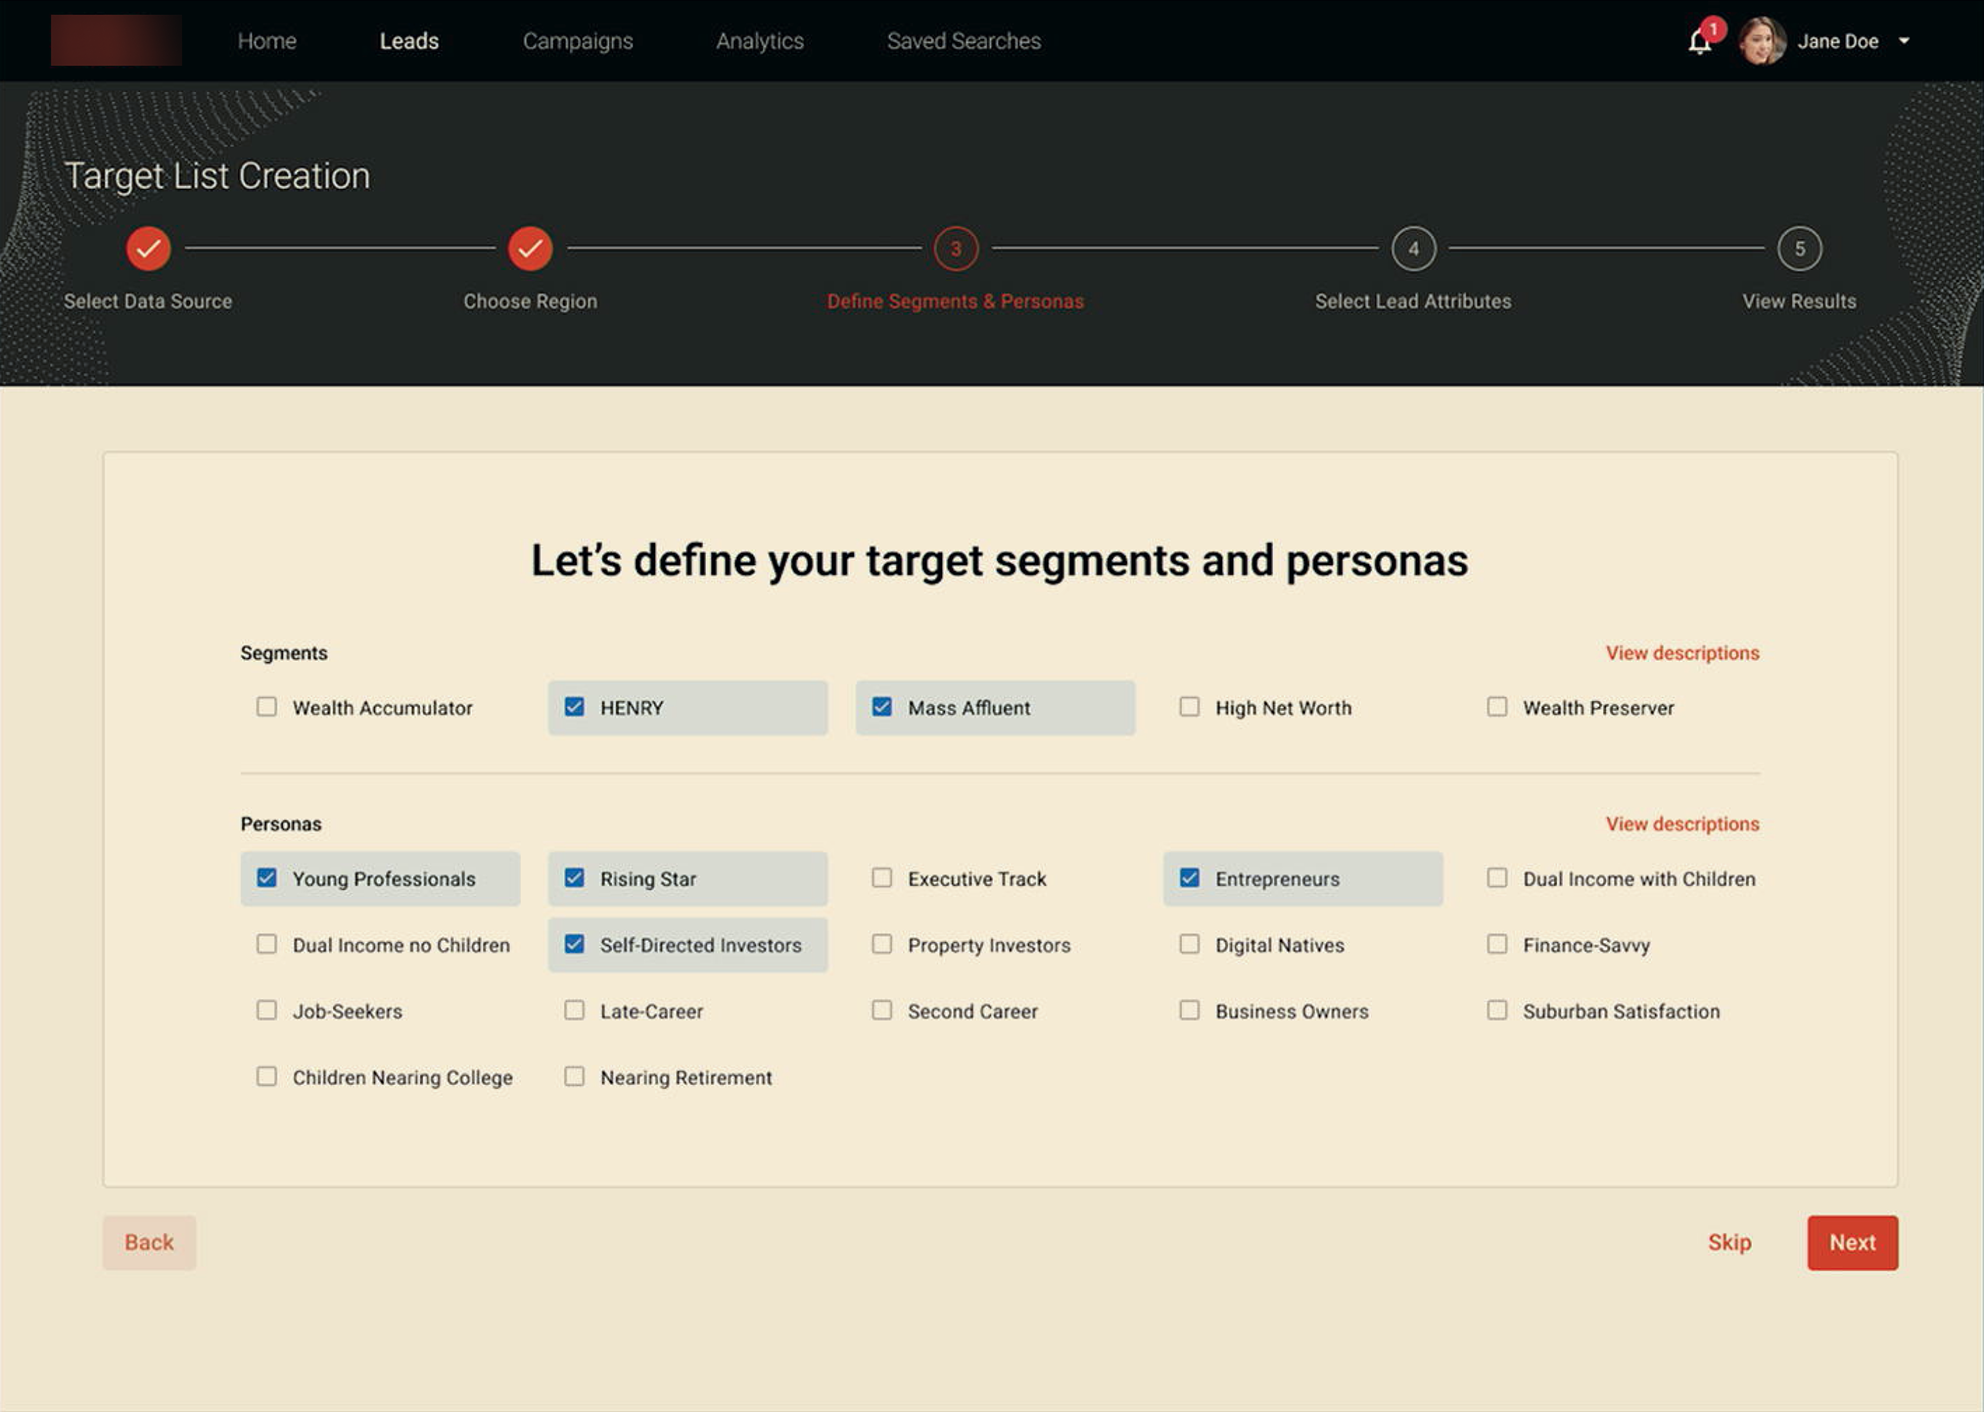 Home Leads Campaigns Analytics Saved Searches 1 Jane Doe
Target List Creation
3 4 5
Select Data Source Choose Region Define Segments & Personas Select Lead Attributes View Results
Let's define your target segments and personas
Segments View descriptions
Wealth Accumulator HENRY Mass Affluent High Net Worth Wealth Preserver
Personas View descriptions
Young Professionals Rising Star Executive Track Entrepreneurs Dual Income with Children
Dual Income no Children Self-Directed Investors Property Investors Digital Natives Finance-Savvy
Job-Seekers Late-Career Second Career Business Owners Suburban Satisfaction
Children Nearing College Nearing Retirement
Back Skip Next